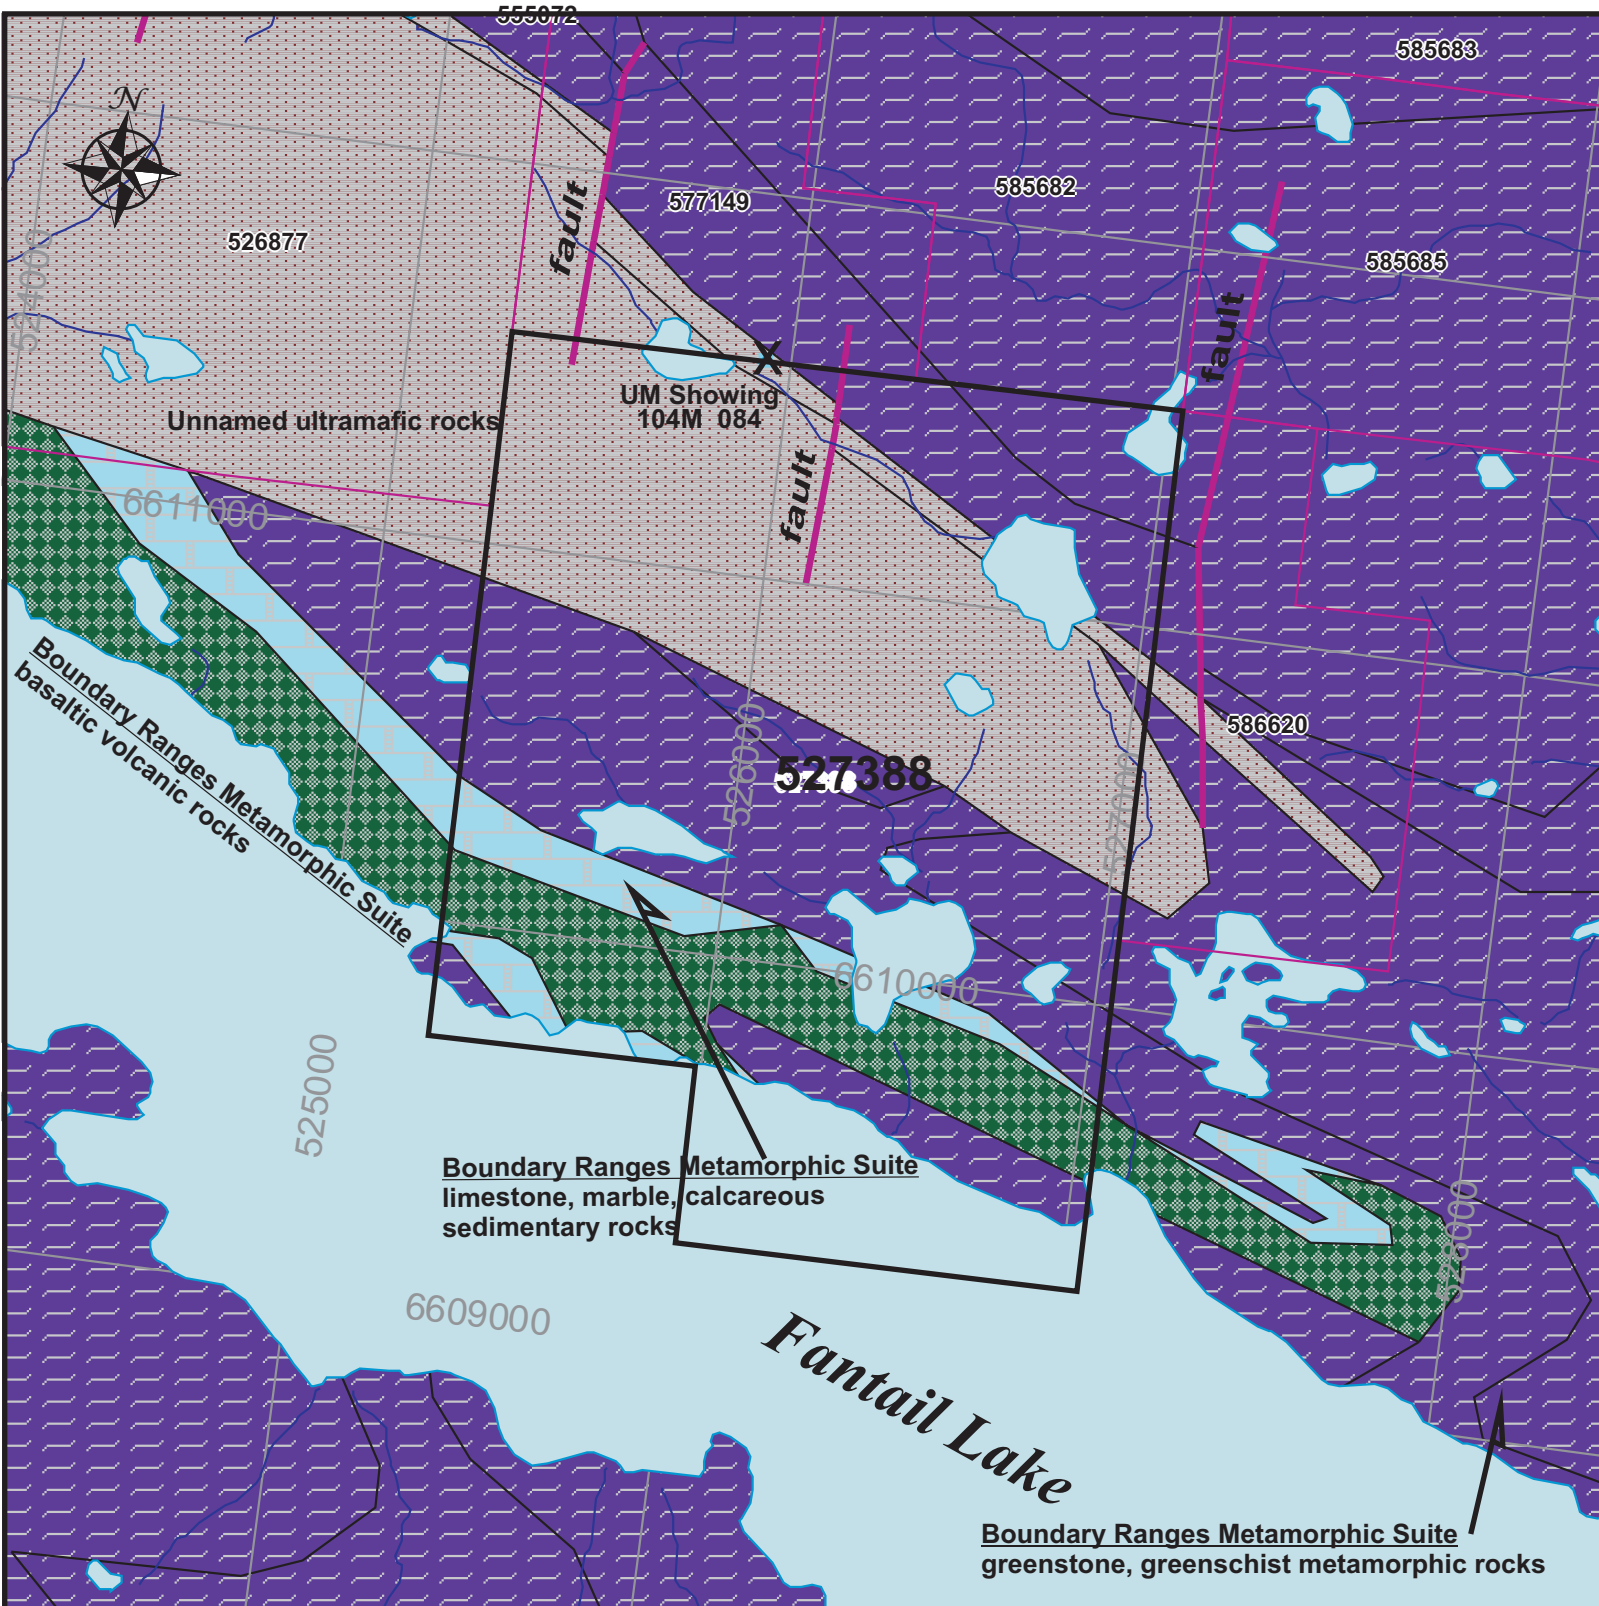 555072
585683
N
577149
585682
526877
fault
585685
524000
fault
UM Showing
104M 084
Unnamed ultramafic rocks
fault
6611000
Boundary Ranges Metamorphic Suite
basaltic volcanic rocks
586620
526000
527388
527000
6610000
525000
Boundary Ranges Metamorphic Suite
limestone, marble, calcareous
sedimentary rocks
528000
6609000
Fantail Lake
Boundary Ranges Metamorphic Suite
greenstone, greenschist metamorphic rocks